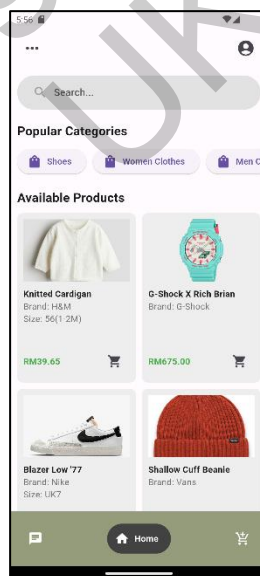 5:56
Search...
Popular Categories
Shoes
Women Clothes
Men C
Available Products
Knitted Cardigan
Brand: H&M
Size: 56(1-2M)
RM39.65
G-Shock X Rich Brian
Brand: G-Shock
RM675.00
Blazer Low '77
Brand: Nike
Size: UK7
Shallow Cuff Beanie
Brand: Vans
Home